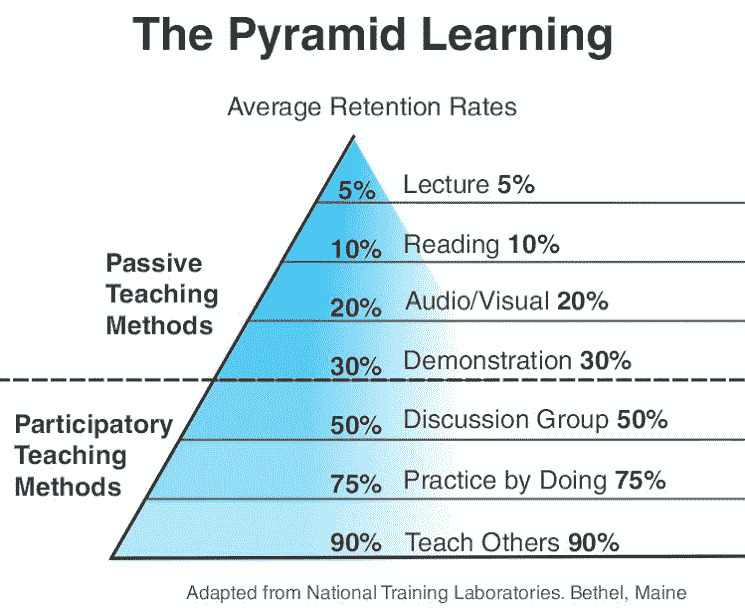 The Pyramid Learning
Average Retention Rates
5% Lecture 5%
10% Reading 10%
Passive
Teaching
Methods
20% Audio/Visual 20%
30% Demonstration 30%
Participatory
Teaching
Methods
50% Discussion Group 50%
75% Practice by Doing 75%
90% Teach Others 90%
Adapted from National Training Laboratories. Bethel, Maine